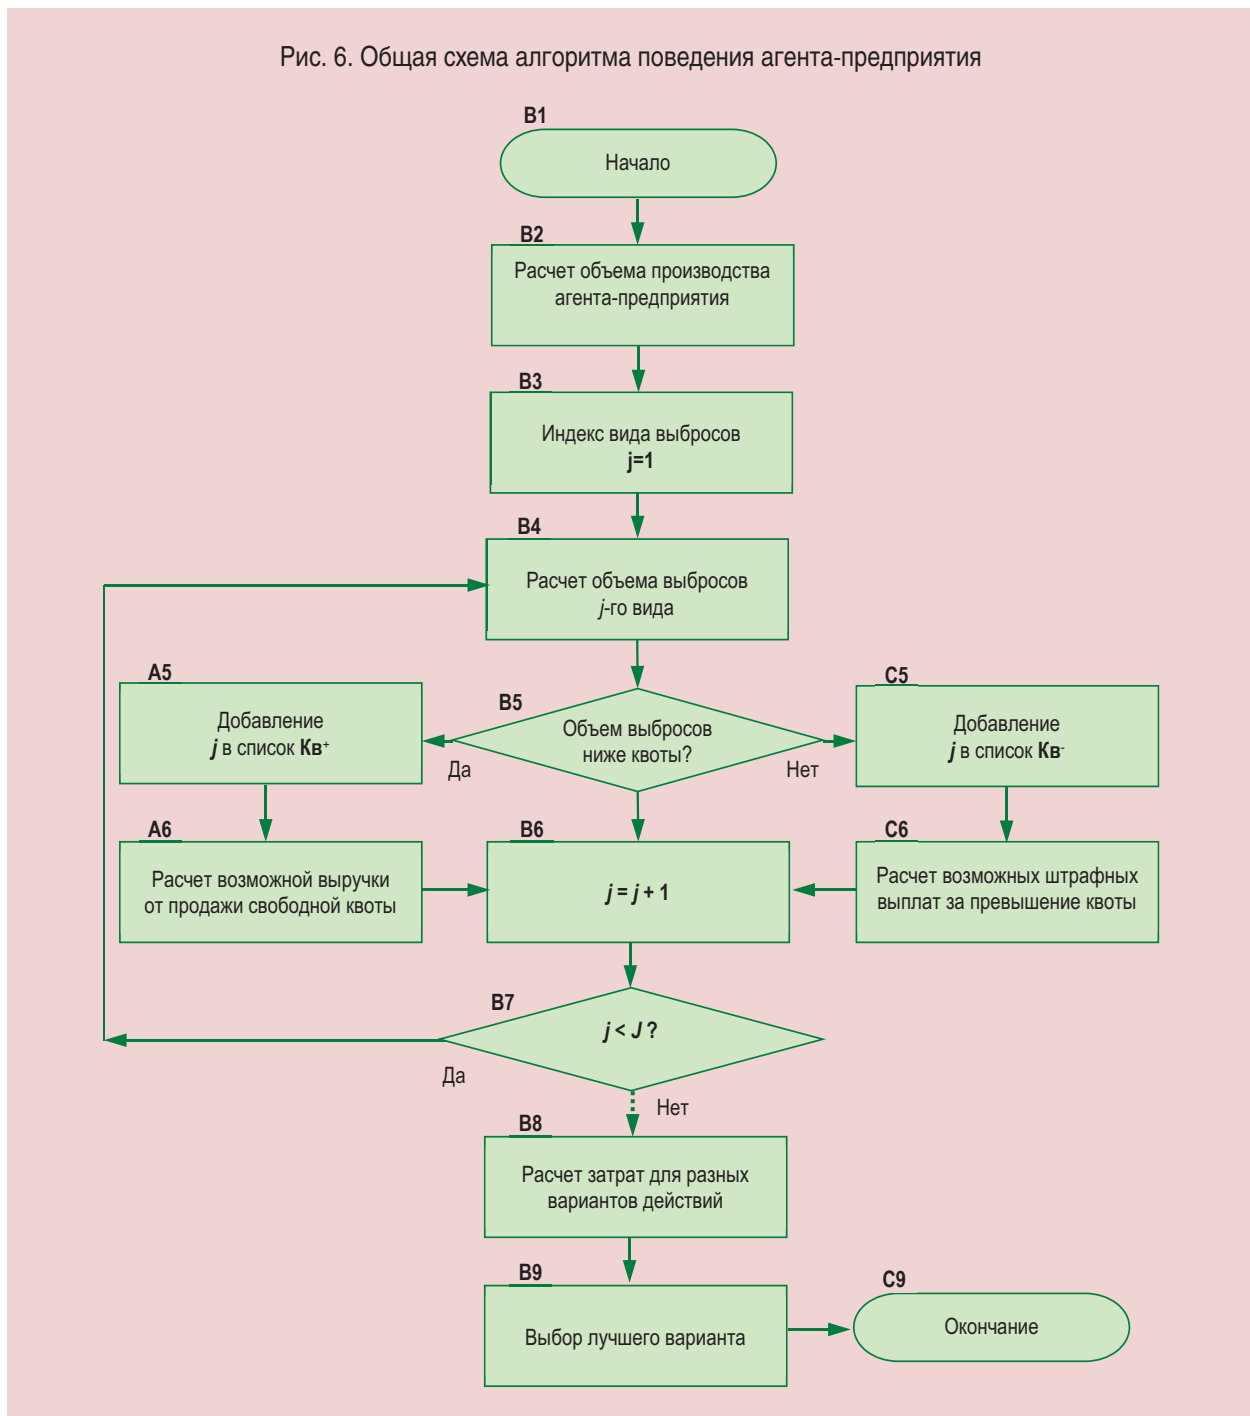 Рис. 6. Общая схема алгоритма поведения агента-предприятия
B1
Начало
B2
Расчет объема производства
агента-предприятия
B3
Индекс вида выбросов
j=1
B4
Расчет объема выбросов
j-го вида
A5
Добавление
j в список Кв⁺
B5
Объем выбросов
ниже квоты?
Да
Нет
C5
Добавление
j в список Кв⁻
A6
Расчет возможной выручки
от продажи свободной квоты
B6
j = j + 1
C6
Расчет возможных штрафных
выплат за превышение квоты
B7
j < J ?
Да
Нет
B8
Расчет затрат для разных
вариантов действий
B9
Выбор лучшего варианта
C9
Окончание